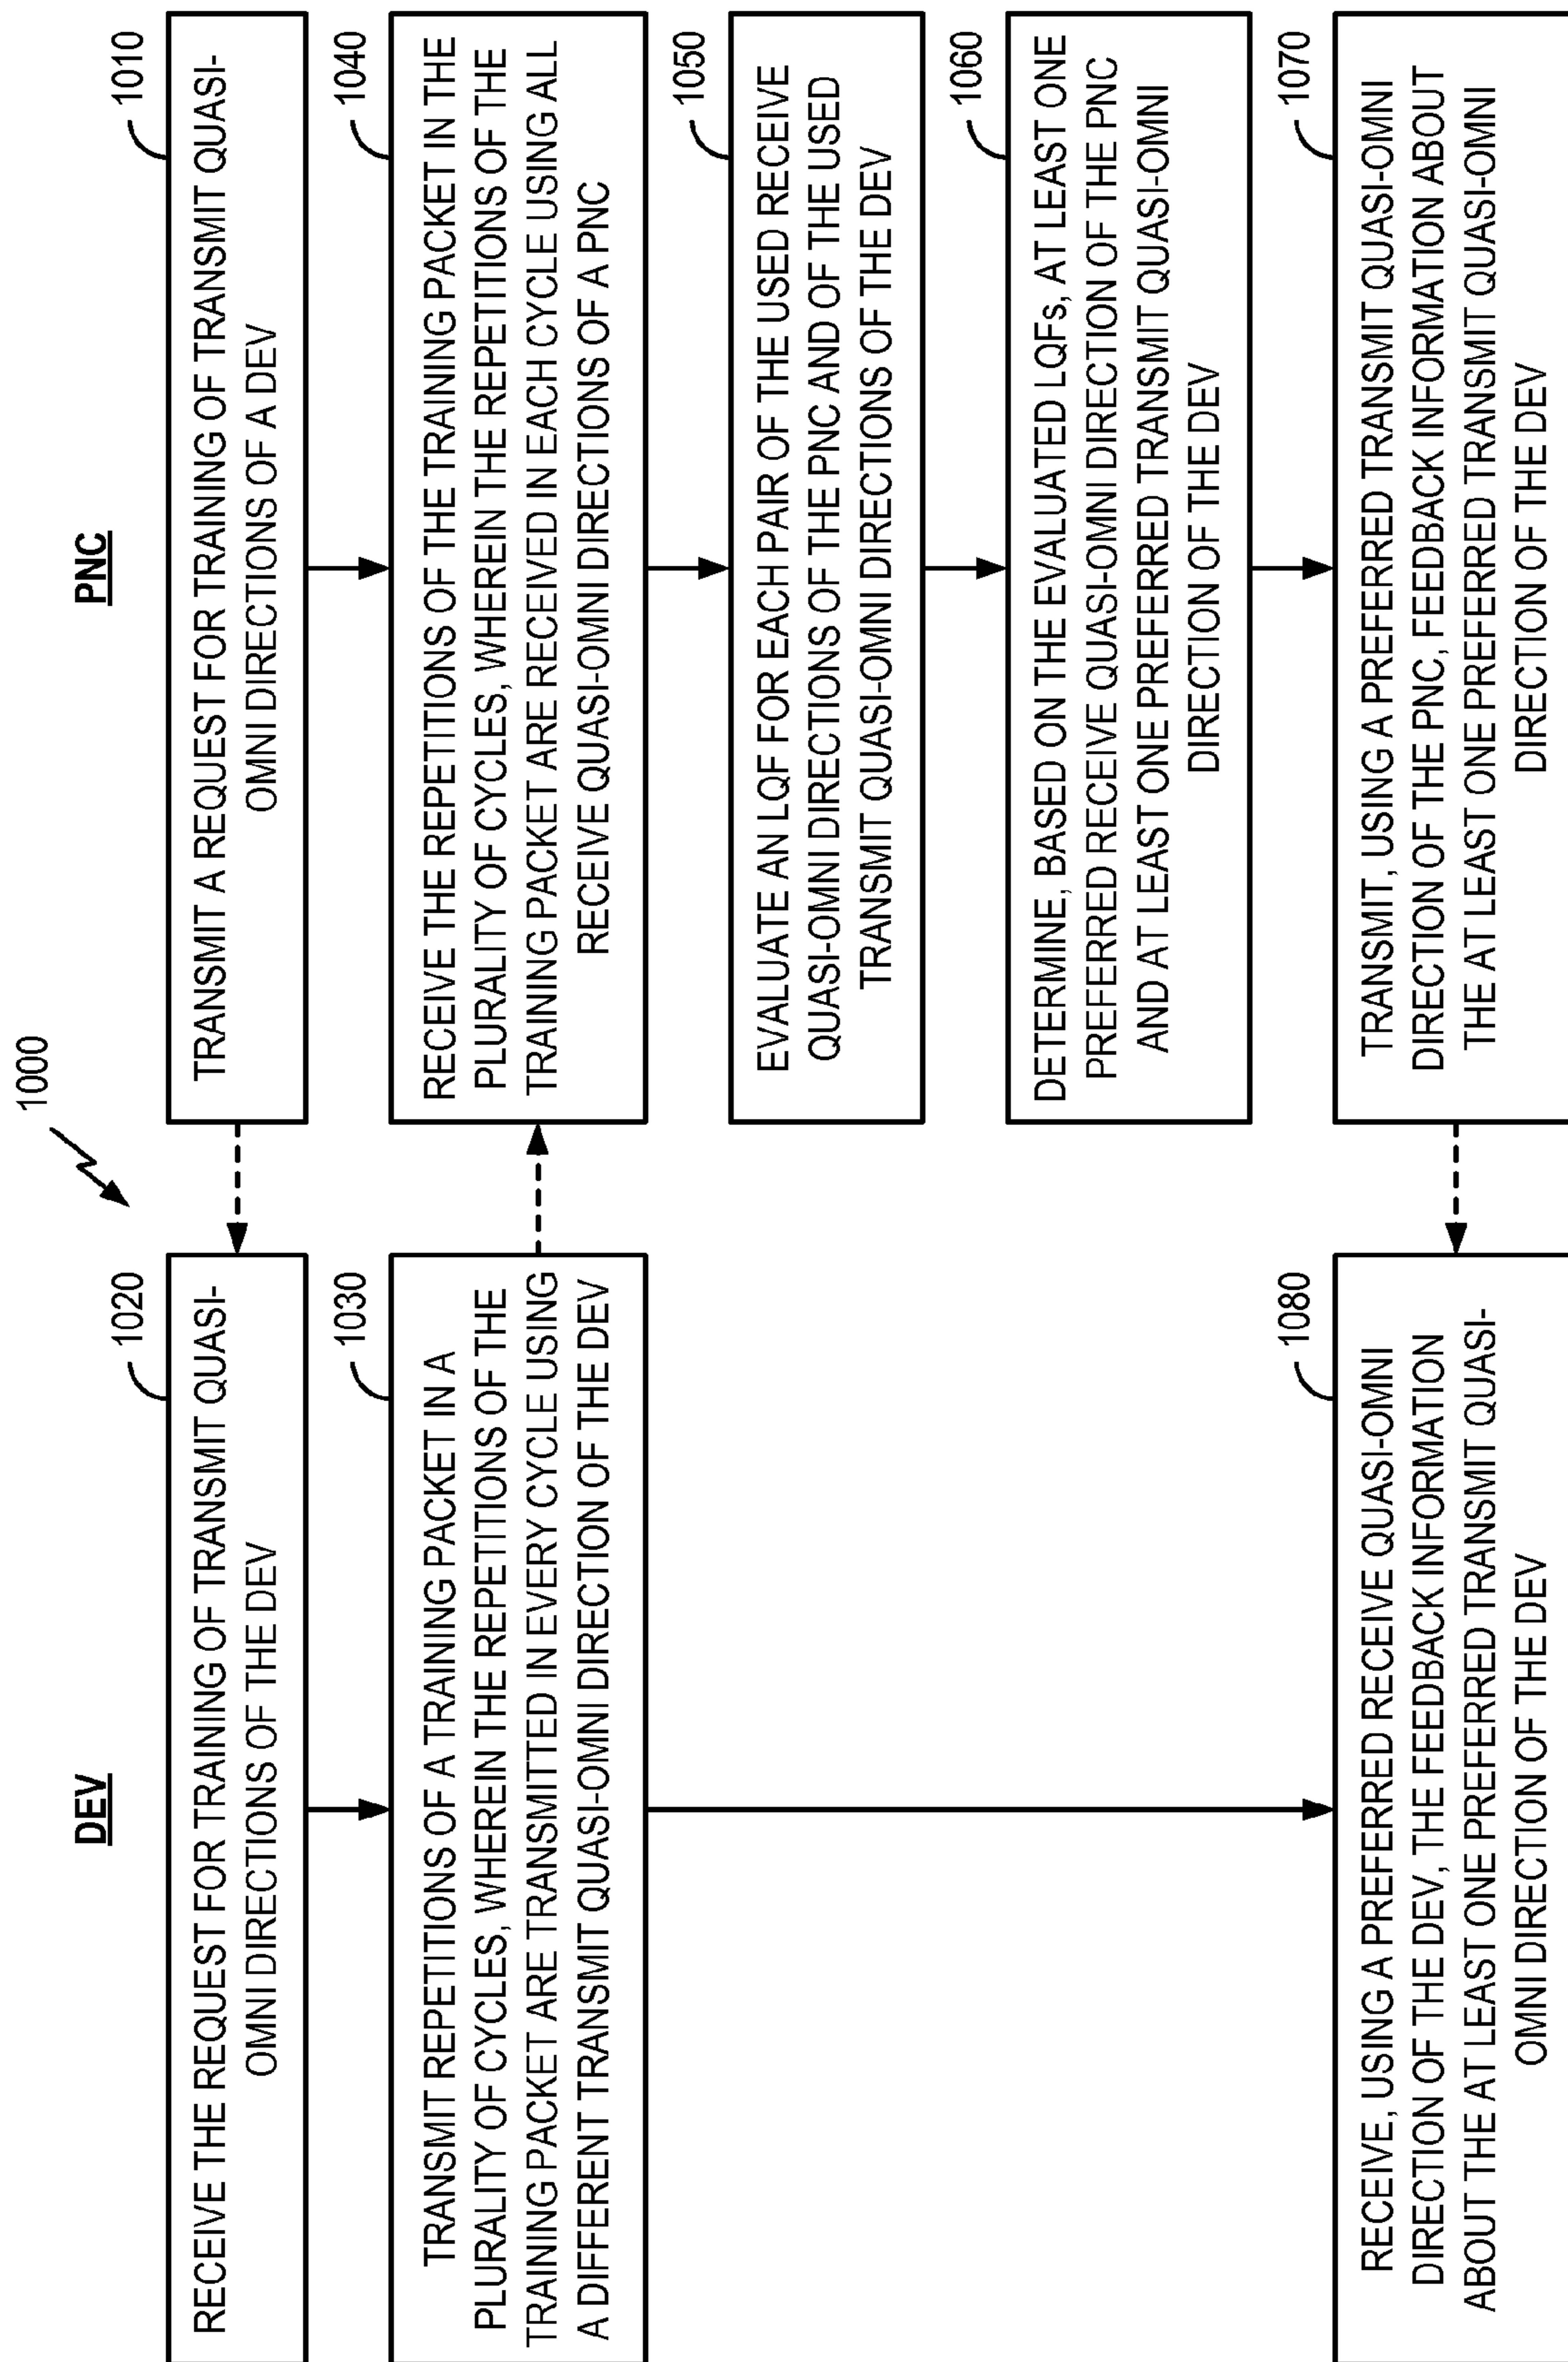 1000
DEV
PNC
1020
RECEIVE THE REQUEST FOR TRAINING OF TRANSMIT QUASI-
OMNI DIRECTIONS OF THE DEV
1010
TRANSMIT A REQUEST FOR TRAINING OF TRANSMIT QUASI-
OMNI DIRECTIONS OF A DEV
1030
TRANSMIT REPETITIONS OF A TRAINING PACKET IN A
PLURALITY OF CYCLES, WHEREIN THE REPETITIONS OF THE
TRAINING PACKET ARE TRANSMITTED IN EVERY CYCLE USING
A DIFFERENT TRANSMIT QUASI-OMNI DIRECTION OF THE DEV
1040
RECEIVE THE REPETITIONS OF THE TRAINING PACKET IN THE
PLURALITY OF CYCLES, WHEREIN THE REPETITIONS OF THE
TRAINING PACKET ARE RECEIVED IN EACH CYCLE USING ALL
RECEIVE QUASI-OMNI DIRECTIONS OF A PNC
1050
EVALUATE AN LQF FOR EACH PAIR OF THE USED RECEIVE
QUASI-OMNI DIRECTIONS OF THE PNC AND OF THE USED
TRANSMIT QUASI-OMNI DIRECTIONS OF THE DEV
1060
DETERMINE, BASED ON THE EVALUATED LQFs, AT LEAST ONE
PREFERRED RECEIVE QUASI-OMNI DIRECTION OF THE PNC
AND AT LEAST ONE PREFERRED TRANSMIT QUASI-OMNI
DIRECTION OF THE DEV
1080
RECEIVE, USING A PREFERRED RECEIVE QUASI-OMNI
DIRECTION OF THE DEV, THE FEEDBACK INFORMATION
ABOUT THE AT LEAST ONE PREFERRED TRANSMIT QUASI-
OMNI DIRECTION OF THE DEV
1070
TRANSMIT, USING A PREFERRED TRANSMIT QUASI-OMNI
DIRECTION OF THE PNC, FEEDBACK INFORMATION ABOUT
THE AT LEAST ONE PREFERRED TRANSMIT QUASI-OMNI
DIRECTION OF THE DEV